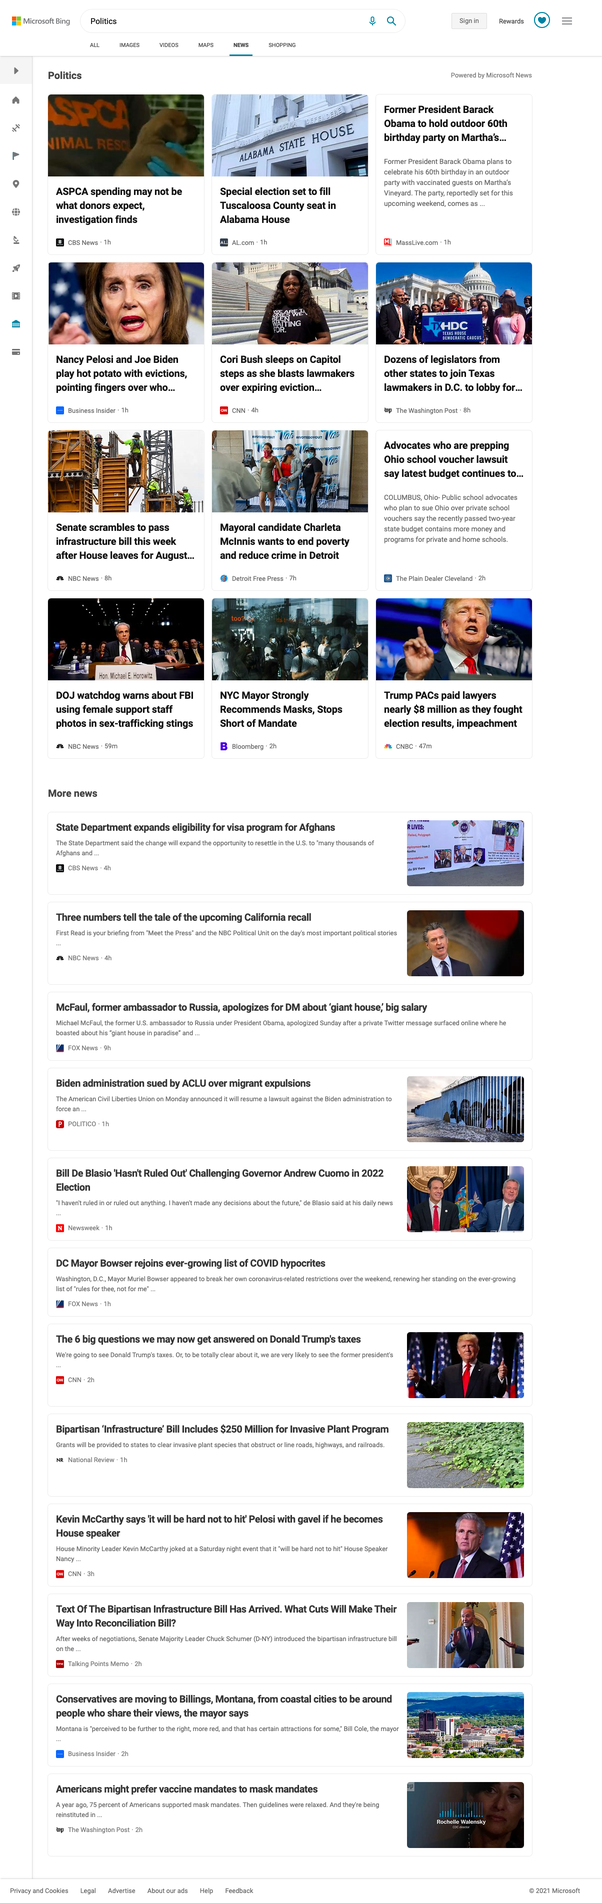 Microsoft Bing
Politics
Sign in
Rewards
ALL
IMAGES
VIDEOS
MAPS
NEWS
SHOPPING
Politics
Powered by Microsoft News
ASPCA
NIMAL RESC
ASPCA spending may not be
what donors expect,
investigation finds
CBS News · 1h
ALABAMA STATE HOUSE
Special election set to fill
Tuscaloosa County seat in
Alabama House
AL.com · 1h
Former President Barack
Obama to hold outdoor 60th
birthday party on Martha's...
Former President Barack Obama plans to
celebrate his 60th birthday in an outdoor
party with vaccinated guests on Martha's
Vineyard. The party, reportedly set for this
upcoming weekend, comes as ...
MassLive.com · 1h
Nancy Pelosi and Joe Biden
play hot potato with evictions,
pointing fingers over who...
Business Insider · 1h
BEEN
WAITING
FOR.
Cori Bush sleeps on Capitol
steps as she blasts lawmakers
over expiring eviction...
CNN · 4h
HDC
TEXAS HOUSE
DEMOCRATIC CAUCUS
Dozens of legislators from
other states to join Texas
lawmakers in D.C. to lobby for...
The Washington Post · 8h
Senate scrambles to pass
infrastructure bill this week
after House leaves for August...
NBC News · 8h
Mayoral candidate Charleta
McInnis wants to end poverty
and reduce crime in Detroit
Detroit Free Press · 7h
Advocates who are prepping
Ohio school voucher lawsuit
say latest budget continues to...
COLUMBUS, Ohio- Public school advocates
who plan to sue Ohio over private school
vouchers say the recently passed two-year
state budget contains more money and
programs for private and home schools.
The Plain Dealer Cleveland · 2h
Hon. Michael E. Horowitz
DOJ watchdog warns about FBI
using female support staff
photos in sex-trafficking stings
NBC News · 59m
NYC Mayor Strongly
Recommends Masks, Stops
Short of Mandate
Bloomberg · 2h
Trump PACs paid lawyers
nearly $8 million as they fought
election results, impeachment
CNBC · 47m
More news
State Department expands eligibility for visa program for Afghans
The State Department said the change will expand the opportunity to resettle in the U.S. to "many thousands of
Afghans and ...
CBS News · 4h
R LIVES:
Three numbers tell the tale of the upcoming California recall
First Read is your briefing from "Meet the Press" and the NBC Political Unit on the day's most important political stories
...
NBC News · 4h
McFaul, former ambassador to Russia, apologizes for DM about 'giant house,' big salary
Michael McFaul, the former U.S. ambassador to Russia under President Obama, apologized Sunday after a private Twitter message surfaced online where he
boasted about his "giant house in paradise" and ...
FOX News · 9h
Biden administration sued by ACLU over migrant expulsions
The American Civil Liberties Union on Monday announced it will resume a lawsuit against the Biden administration to
force an ...
POLITICO · 1h
Bill De Blasio 'Hasn't Ruled Out' Challenging Governor Andrew Cuomo in 2022
Election
"I haven't ruled in or ruled out anything. I haven't made any decisions about the future," de Blasio said at his daily news
...
Newsweek · 1h
DC Mayor Bowser rejoins ever-growing list of COVID hypocrites
Washington, D.C., Mayor Muriel Bowser appeared to break her own coronavirus-related restrictions over the weekend, renewing her standing on the ever-growing
list of "rules for thee, not for me" ...
FOX News · 1h
The 6 big questions we may now get answered on Donald Trump's taxes
We're going to see Donald Trump's taxes. Or, to be totally clear about it, we are very likely to see the former president's
...
CNN · 2h
Bipartisan 'Infrastructure' Bill Includes $250 Million for Invasive Plant Program
Grants will be provided to states to clear invasive plant species that obstruct or line roads, highways, and railroads.
NR National Review · 1h
Kevin McCarthy says 'it will be hard not to hit' Pelosi with gavel if he becomes
House speaker
House Minority Leader Kevin McCarthy joked at a Saturday night event that it "will be hard not to hit" House Speaker
Nancy ...
CNN · 3h
Text Of The Bipartisan Infrastructure Bill Has Arrived. What Cuts Will Make Their
Way Into Reconciliation Bill?
After weeks of negotiations, Senate Majority Leader Chuck Schumer (D-NY) introduced the bipartisan infrastructure bill
on the ...
Talking Points Memo · 2h
Conservatives are moving to Billings, Montana, from coastal cities to be around
people who share their views, the mayor says
Montana is "perceived to be further to the right, more red, and that has certain attractions for some," Bill Cole, the mayor
...
Business Insider · 2h
Americans might prefer vaccine mandates to mask mandates
A year ago, 75 percent of Americans supported mask mandates. Then guidelines were relaxed. And they're being
reinstituted in ...
The Washington Post · 2h
Rochelle Walensky
Privacy and Cookies
Legal
Advertise
About our ads
Help
Feedback
© 2021 Microsoft